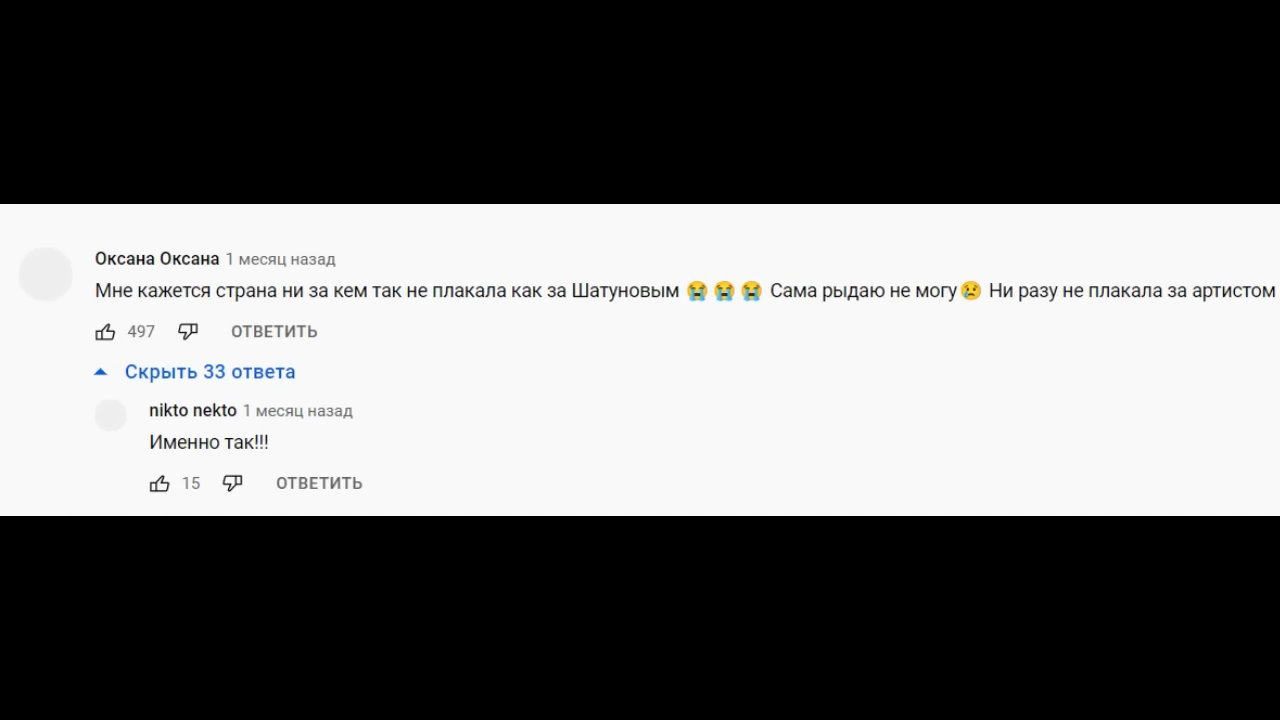 Оксана Оксана 1 месяц назад
Мне кажется страна ни за кем так не плакала как за Шатуновым 😭 😭 😭 Сама рыдаю не могу😢 Ни разу не плакала за артистом
497 ОТВЕТИТЬ
Скрыть 33 ответа
nikto nekto 1 месяц назад
Именно так!!!
15 ОТВЕТИТЬ